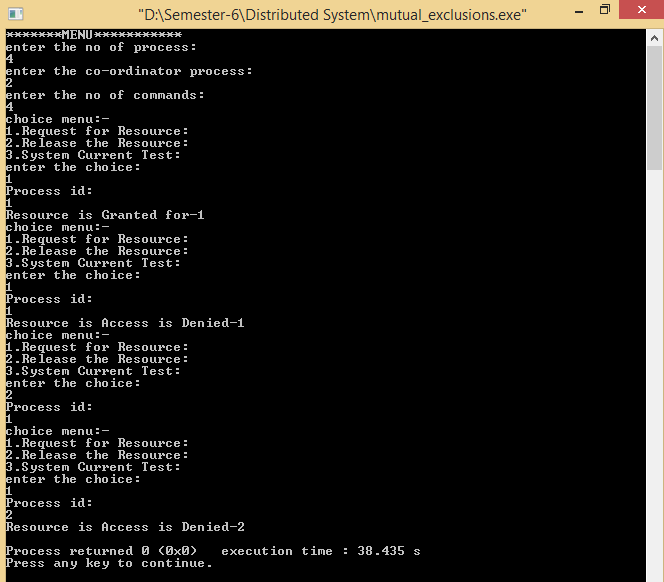 "D:\Semester-6\Distributed System\mutual_exclusions.exe"
*******MENU***********
enter the no of process:
4
enter the co-ordinator process:
2
enter the no of commands:
4
choice menu:-
1.Request for Resource:
2.Release the Resource:
3.System Current Test:
enter the choice:
1
Process id:
1
Resource is Granted for-1
choice menu:-
1.Request for Resource:
2.Release the Resource:
3.System Current Test:
enter the choice:
1
Process id:
1
Resource is Access is Denied-1
choice menu:-
1.Request for Resource:
2.Release the Resource:
3.System Current Test:
enter the choice:
2
Process id:
1
choice menu:-
1.Request for Resource:
2.Release the Resource:
3.System Current Test:
enter the choice:
1
Process id:
2
Resource is Access is Denied-2
Process returned 0 (0x0)   execution time : 38.435 s
Press any key to continue.